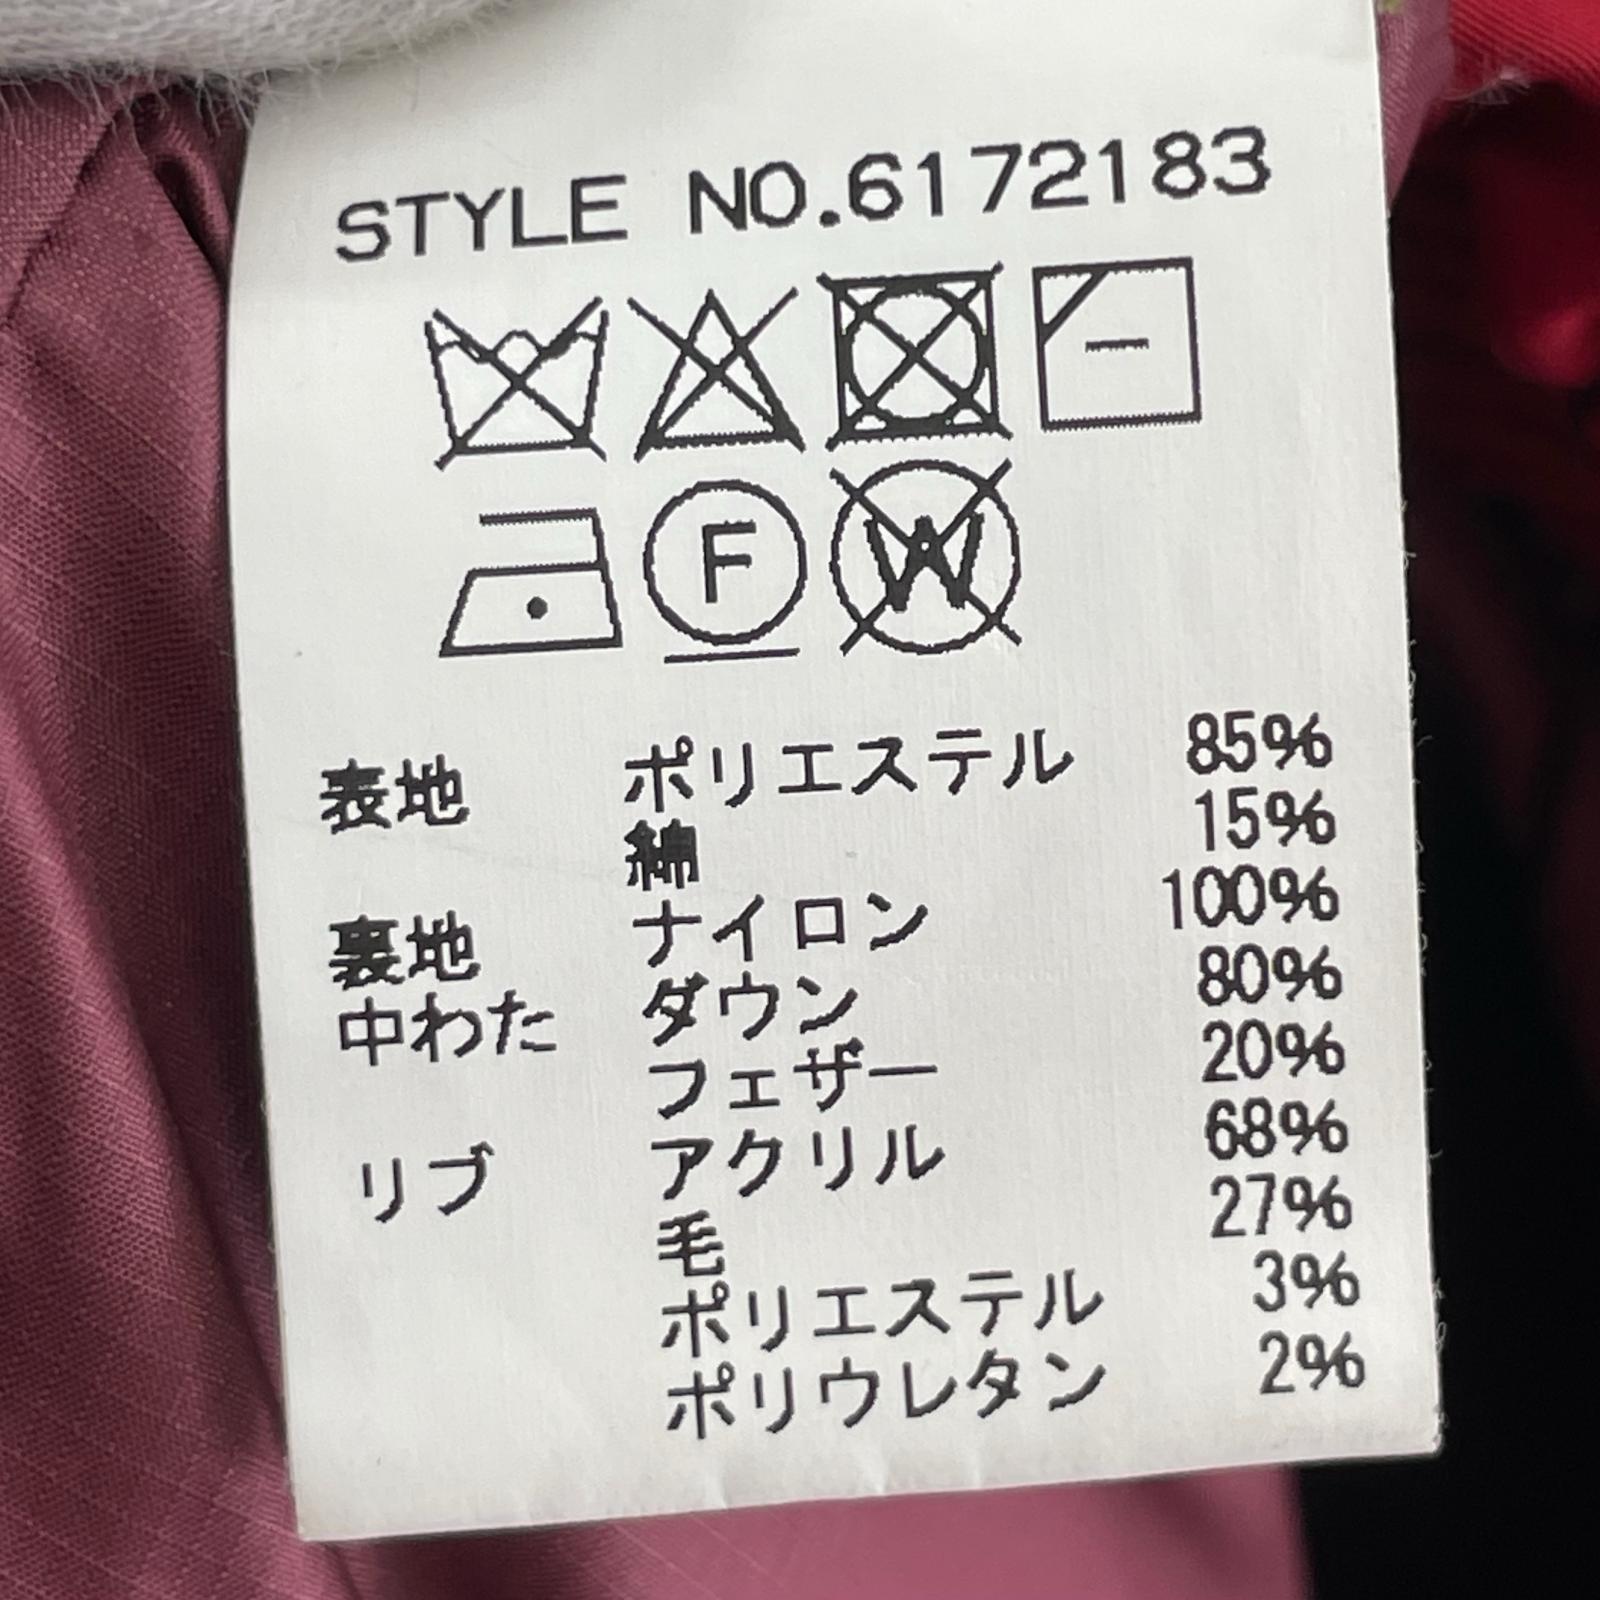 STYLE NO.6172183
F W
表地 ポリエステル 85%
綿 15%
裏地 ナイロン 100%
中わた ダウン 80%
フェザー 20%
リブ アクリル 68%
毛 27%
ポリエステル 3%
ポリウレタン 2%